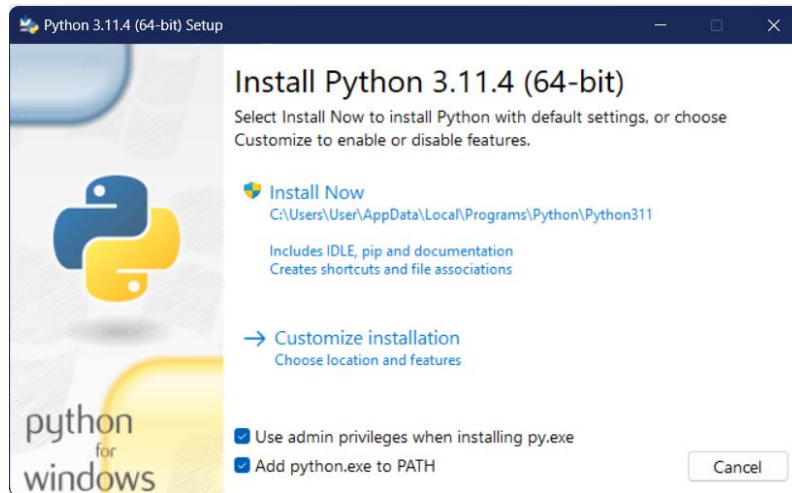 Python 3.11.4 (64-bit) Setup
Install Python 3.11.4 (64-bit)
Select Install Now to install Python with default settings, or choose
Customize to enable or disable features.
Install Now
C:\Users\User\AppData\Local\Programs\Python\Python311
Includes IDLE, pip and documentation
Creates shortcuts and file associations
Customize installation
Choose location and features
python
for
windows
Use admin privileges when installing py.exe
Add python.exe to PATH
Cancel